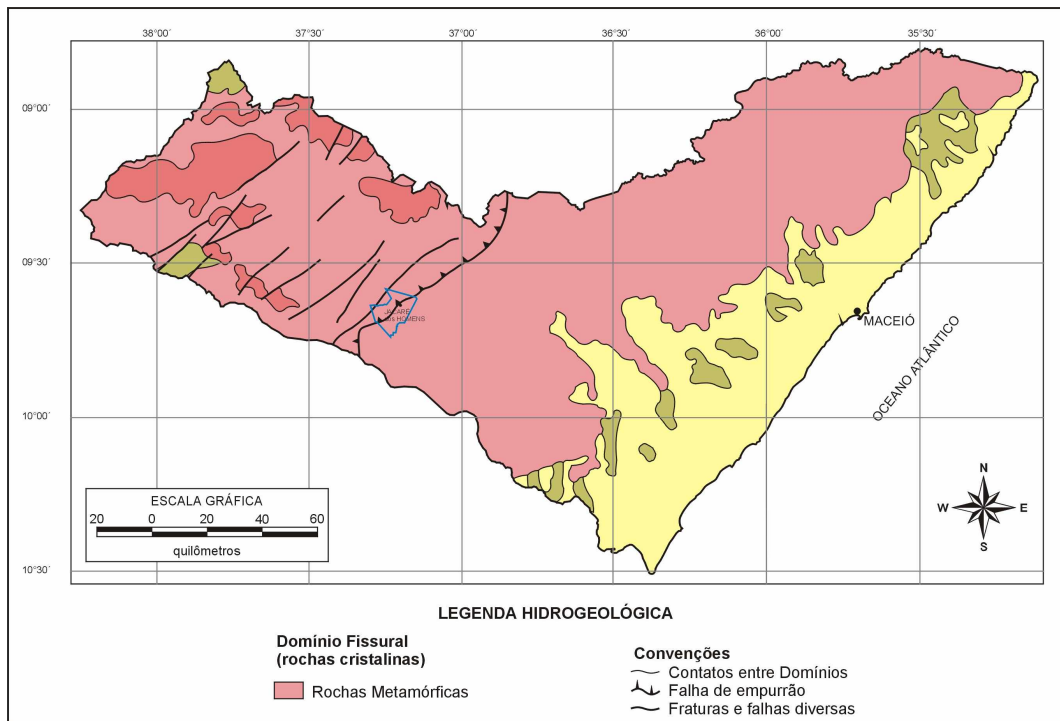 38°00´ 37°30´ 37°00´ 36°30´ 36°00´ 35°30´
09°00´
09°30´
JACARÉ
DOS HOMENS
MACEIÓ
OCEANO ATLÂNTICO
10°00´
N
W E
S
ESCALA GRÁFICA
20 0 20 40 60
quilômetros
10°30´
LEGENDA HIDROGEOLÓGICA
Domínio Fissural
(rochas cristalinas)
Rochas Metamórficas
Convenções
Contatos entre Domínios
Falha de empurrão
Fraturas e falhas diversas